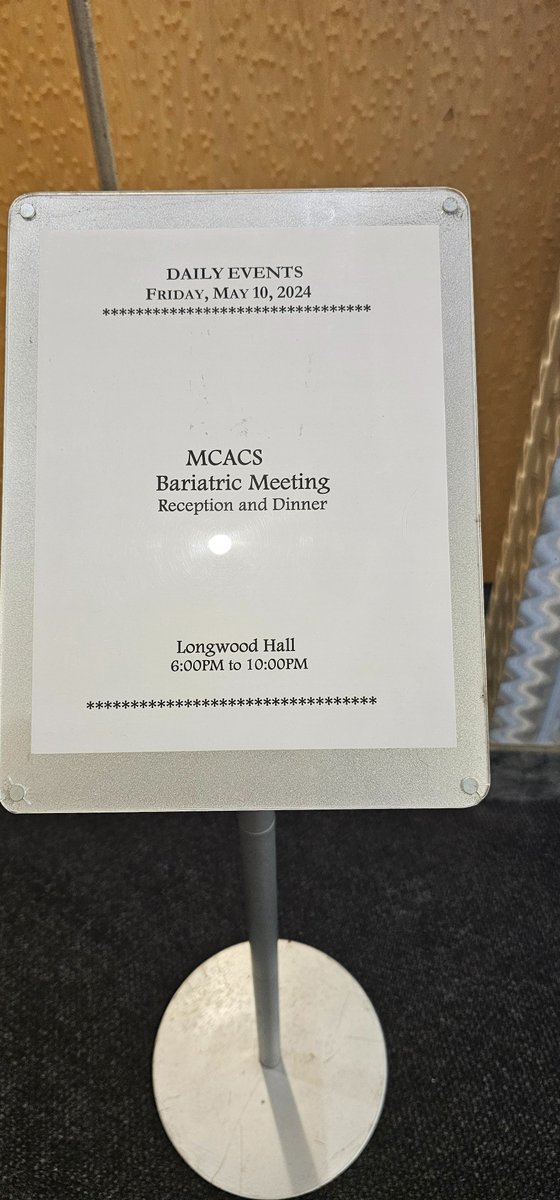 DAILY EVENTS
FRIDAY, MAY 10, 2024
********************************
MCACS
Bariatric Meeting
Reception and Dinner
Longwood Hall
6:00PM to 10:00PM
*********************************